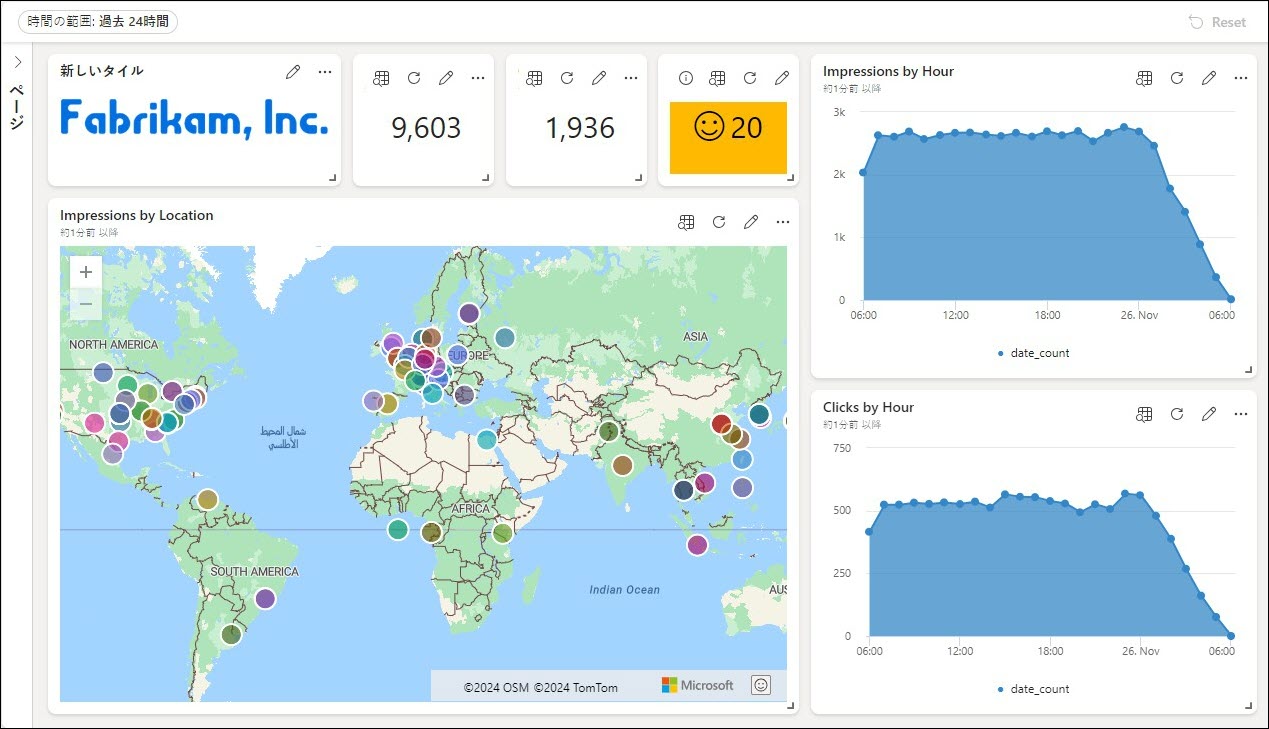 時間の範囲: 過去 24時間
Reset
ページ
新しいタイル
Fabrikam, Inc.
9,603
1,936
20
Impressions by Location
約1分前 以降
NORTH AMERICA
EUROPE
ASIA
شمال المحيط
الأطلسي
AFRICA
SOUTH AMERICA
Indian Ocean
AUS
©2024 OSM ©2024 TomTom
Microsoft
Impressions by Hour
約1分前 以降
3k
2k
1k
0
06:00 12:00 18:00 26. Nov 06:00
date_count
Clicks by Hour
約1分前 以降
750
500
250
0
06:00 12:00 18:00 26. Nov 06:00
date_count